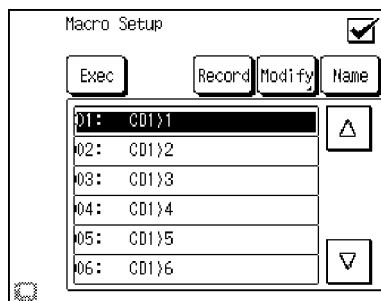 Macro Setup
Exec Record Modify Name
01: CD1)1
02: CD1)2
03: CD1)3
04: CD1)4
05: CD1)5
06: CD1)6